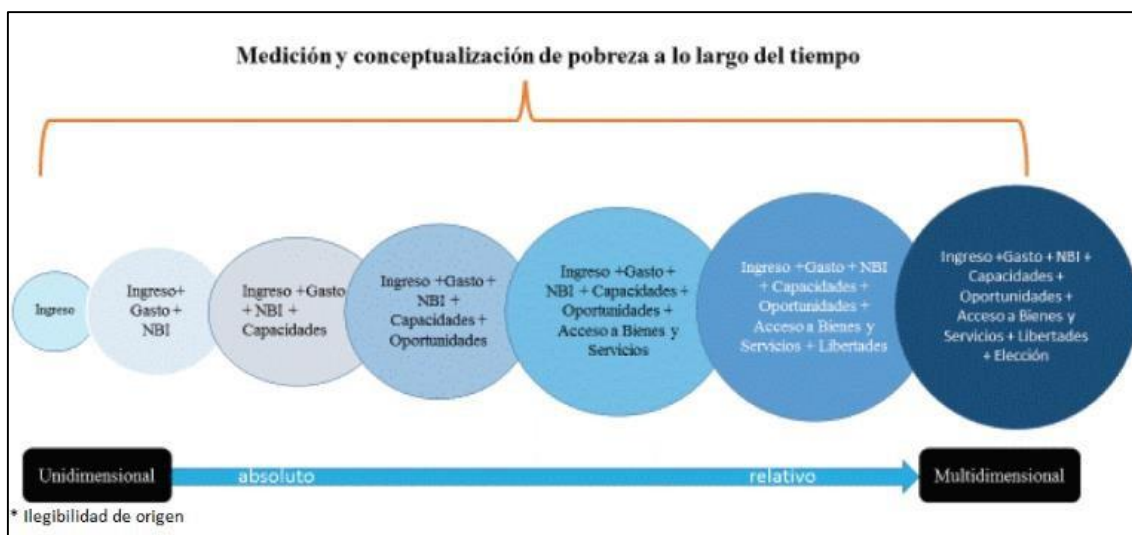 Medición y conceptualización de pobreza a lo largo del tiempo
Ingreso
Ingreso+
Gasto +
NBI
Ingreso +Gasto
+ NBI +
Capacidades
Ingreso +Gasto +
NBI +
Capacidades +
Oportunidades
Ingreso +Gasto +
NBI + Capacidades +
Oportunidades +
Acceso a Bienes y
Servicios
Ingreso +Gasto + NBI
+ Capacidades +
Oportunidades +
Acceso a Bienes y
Servicios + Libertades
Ingreso +Gasto + NBI +
Capacidades +
Oportunidades +
Acceso a Bienes y
Servicios + Libertades
+ Elección
Unidimensional
absoluto
relativo
Multidimensional
* Ilegibilidad de origen